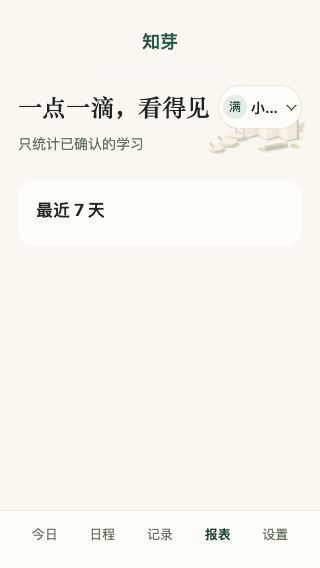 知芽
一点一滴，看得见
满 小...
只统计已确认的学习
最近 7 天
今日 日程 记录 报表 设置